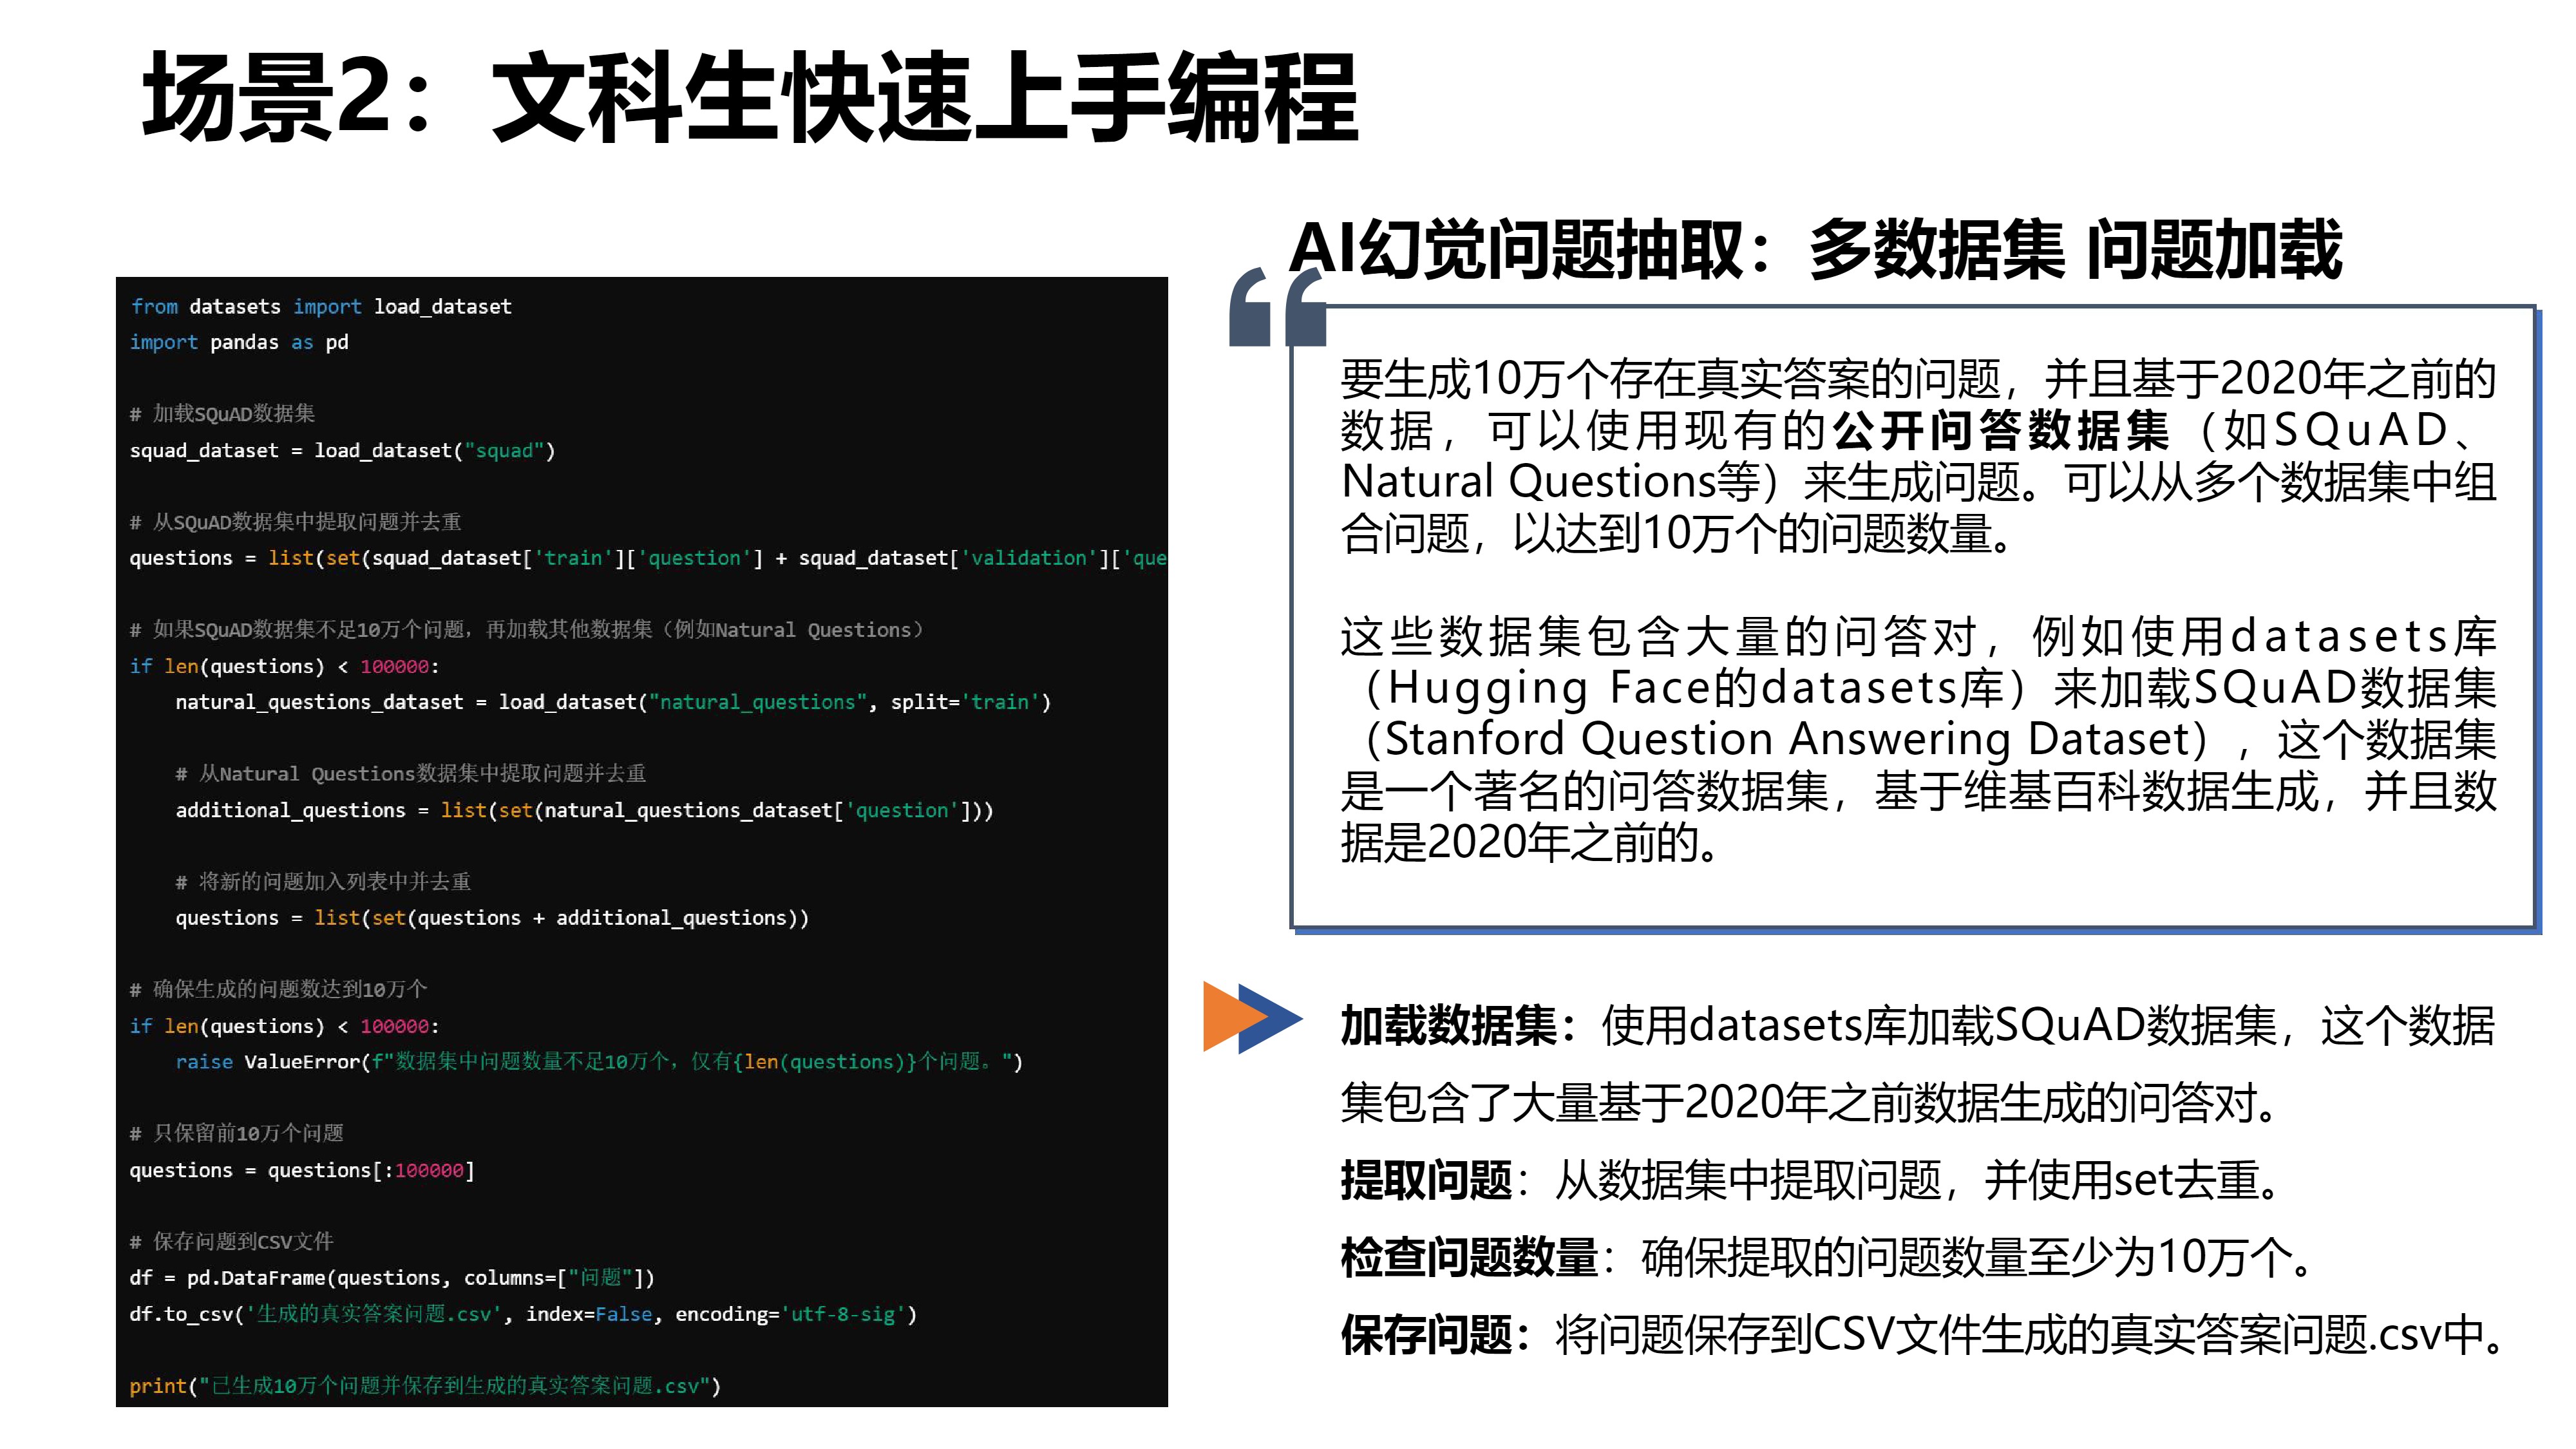 场景2：文科生快速上手编程
from datasets import load_dataset
import pandas as pd
# 加载SQuAD数据集
squad_dataset = load_dataset("squad")
# 从SQuAD数据集中提取问题并去重
questions = list(set(squad_dataset['train']['question'] + squad_dataset['validation']['que
# 如果SQuAD数据集不足10万个问题，再加载其他数据集（例如Natural Questions）
if len(questions) < 100000:
    natural_questions_dataset = load_dataset("natural_questions", split='train')
    # 从Natural Questions数据集中提取问题并去重
    additional_questions = list(set(natural_questions_dataset['question']))
    # 将新的问题加入列表中并去重
    questions = list(set(questions + additional_questions))
# 确保生成的问题数达到10万个
if len(questions) < 100000:
    raise ValueError(f"数据集中问题数量不足10万个，仅有{len(questions)}个问题。")
# 只保留前10万个问题
questions = questions[:100000]
# 保存问题到CSV文件
df = pd.DataFrame(questions, columns=["问题"])
df.to_csv('生成的真实答案问题.csv', index=False, encoding='utf-8-sig')
print("已生成10万个问题并保存到生成的真实答案问题.csv")
AI幻觉问题抽取：多数据集 问题加载
要生成10万个存在真实答案的问题，并且基于2020年之前的
数据，可以使用现有的公开问答数据集（如SQuAD、
Natural Questions等）来生成问题。可以从多个数据集中组
合问题，以达到10万个的问题数量。
这些数据集包含大量的问答对，例如使用datasets库
（Hugging Face的datasets库）来加载SQuAD数据集
（Stanford Question Answering Dataset），这个数据集
是一个著名的问答数据集，基于维基百科数据生成，并且数
据是2020年之前的。
加载数据集：使用datasets库加载SQuAD数据集，这个数据
集包含了大量基于2020年之前数据生成的问答对。
提取问题：从数据集中提取问题，并使用set去重。
检查问题数量：确保提取的问题数量至少为10万个。
保存问题：将问题保存到CSV文件生成的真实答案问题.csv中。